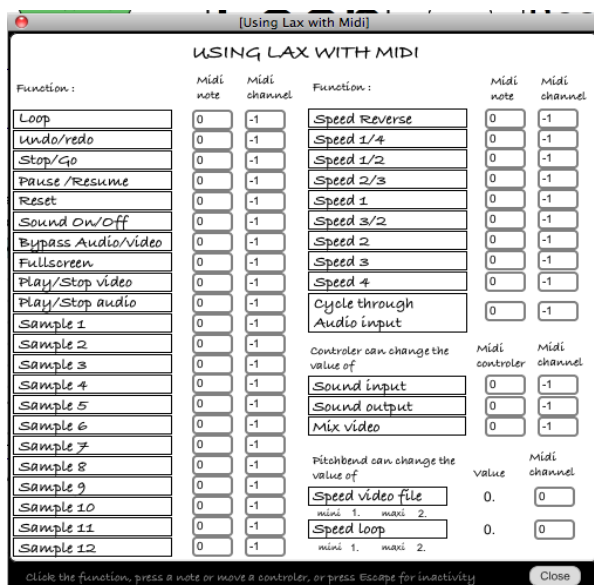 [Using Lax with Midi]
USING LAX WITH MIDI
Function : Midi note Midi channel
Loop 0 -1
Undo/redo 0 -1
Stop/Go 0 -1
Pause /Resume 0 -1
Reset 0 -1
Sound On/Off 0 -1
Bypass Audio/video 0 -1
Fullscreen 0 -1
Play/Stop video 0 -1
Play/Stop audio 0 -1
Sample 1 0 -1
Sample 2 0 -1
Sample 3 0 -1
Sample 4 0 -1
Sample 5 0 -1
Sample 6 0 -1
Sample 7 0 -1
Sample 8 0 -1
Sample 9 0 -1
Sample 10 0 -1
Sample 11 0 -1
Sample 12 0 -1
Function : Midi note Midi channel
Speed Reverse 0 -1
Speed 1/4 0 -1
Speed 1/2 0 -1
Speed 2/3 0 -1
Speed 1 0 -1
Speed 3/2 0 -1
Speed 2 0 -1
Speed 3 0 -1
Speed 4 0 -1
Cycle through
Audio input 0 -1
Controler can change the
value of Midi controler Midi channel
Sound input 0 -1
Sound output 0 -1
Mix video 0 -1
Pitchbend can change the
value of value Midi channel
Speed video file 0. 0
mini 1. maxi 2.
Speed loop 0. 0
mini 1. maxi 2.
Click the function, press a note or move a controler, or press Escape for inactivity
Close